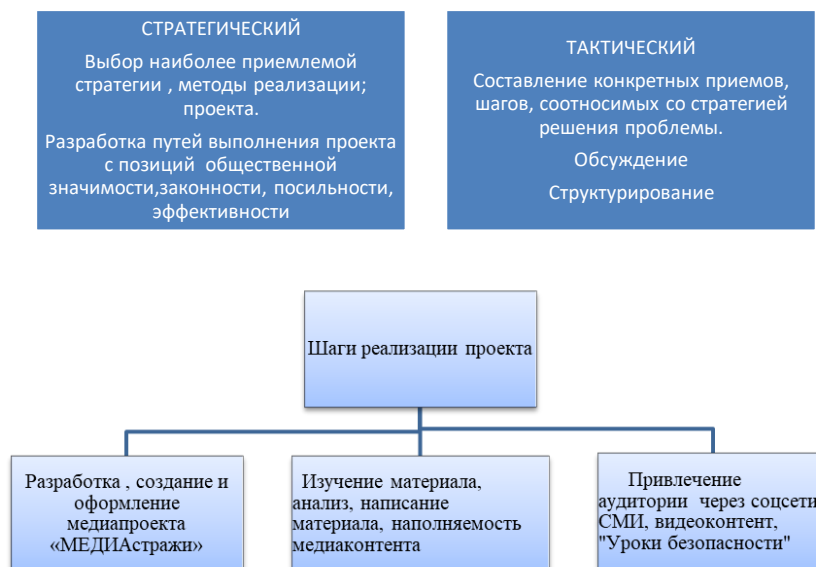 СТРАТЕГИЧЕСКИЙ
Выбор наиболее приемлемой
стратегии , методы реализации;
проекта.
Разработка путей выполнения проекта
с позиций общественной
значимости,законности, посильности,
эффективности
ТАКТИЧЕСКИЙ
Составление конкретных приемов,
шагов, соотносимых со стратегией
решения проблемы.
Обсуждение
Структурирование
Шаги реализации проекта
Разработка , создание и
оформление
медиапроекта
«МЕДИАстражи»
Изучение материала,
анализ, написание
материала, наполняемость
медиаконтента
Привлечение
аудитории через соцсети
СМИ, видеоконтент,
"Уроки безопасности"